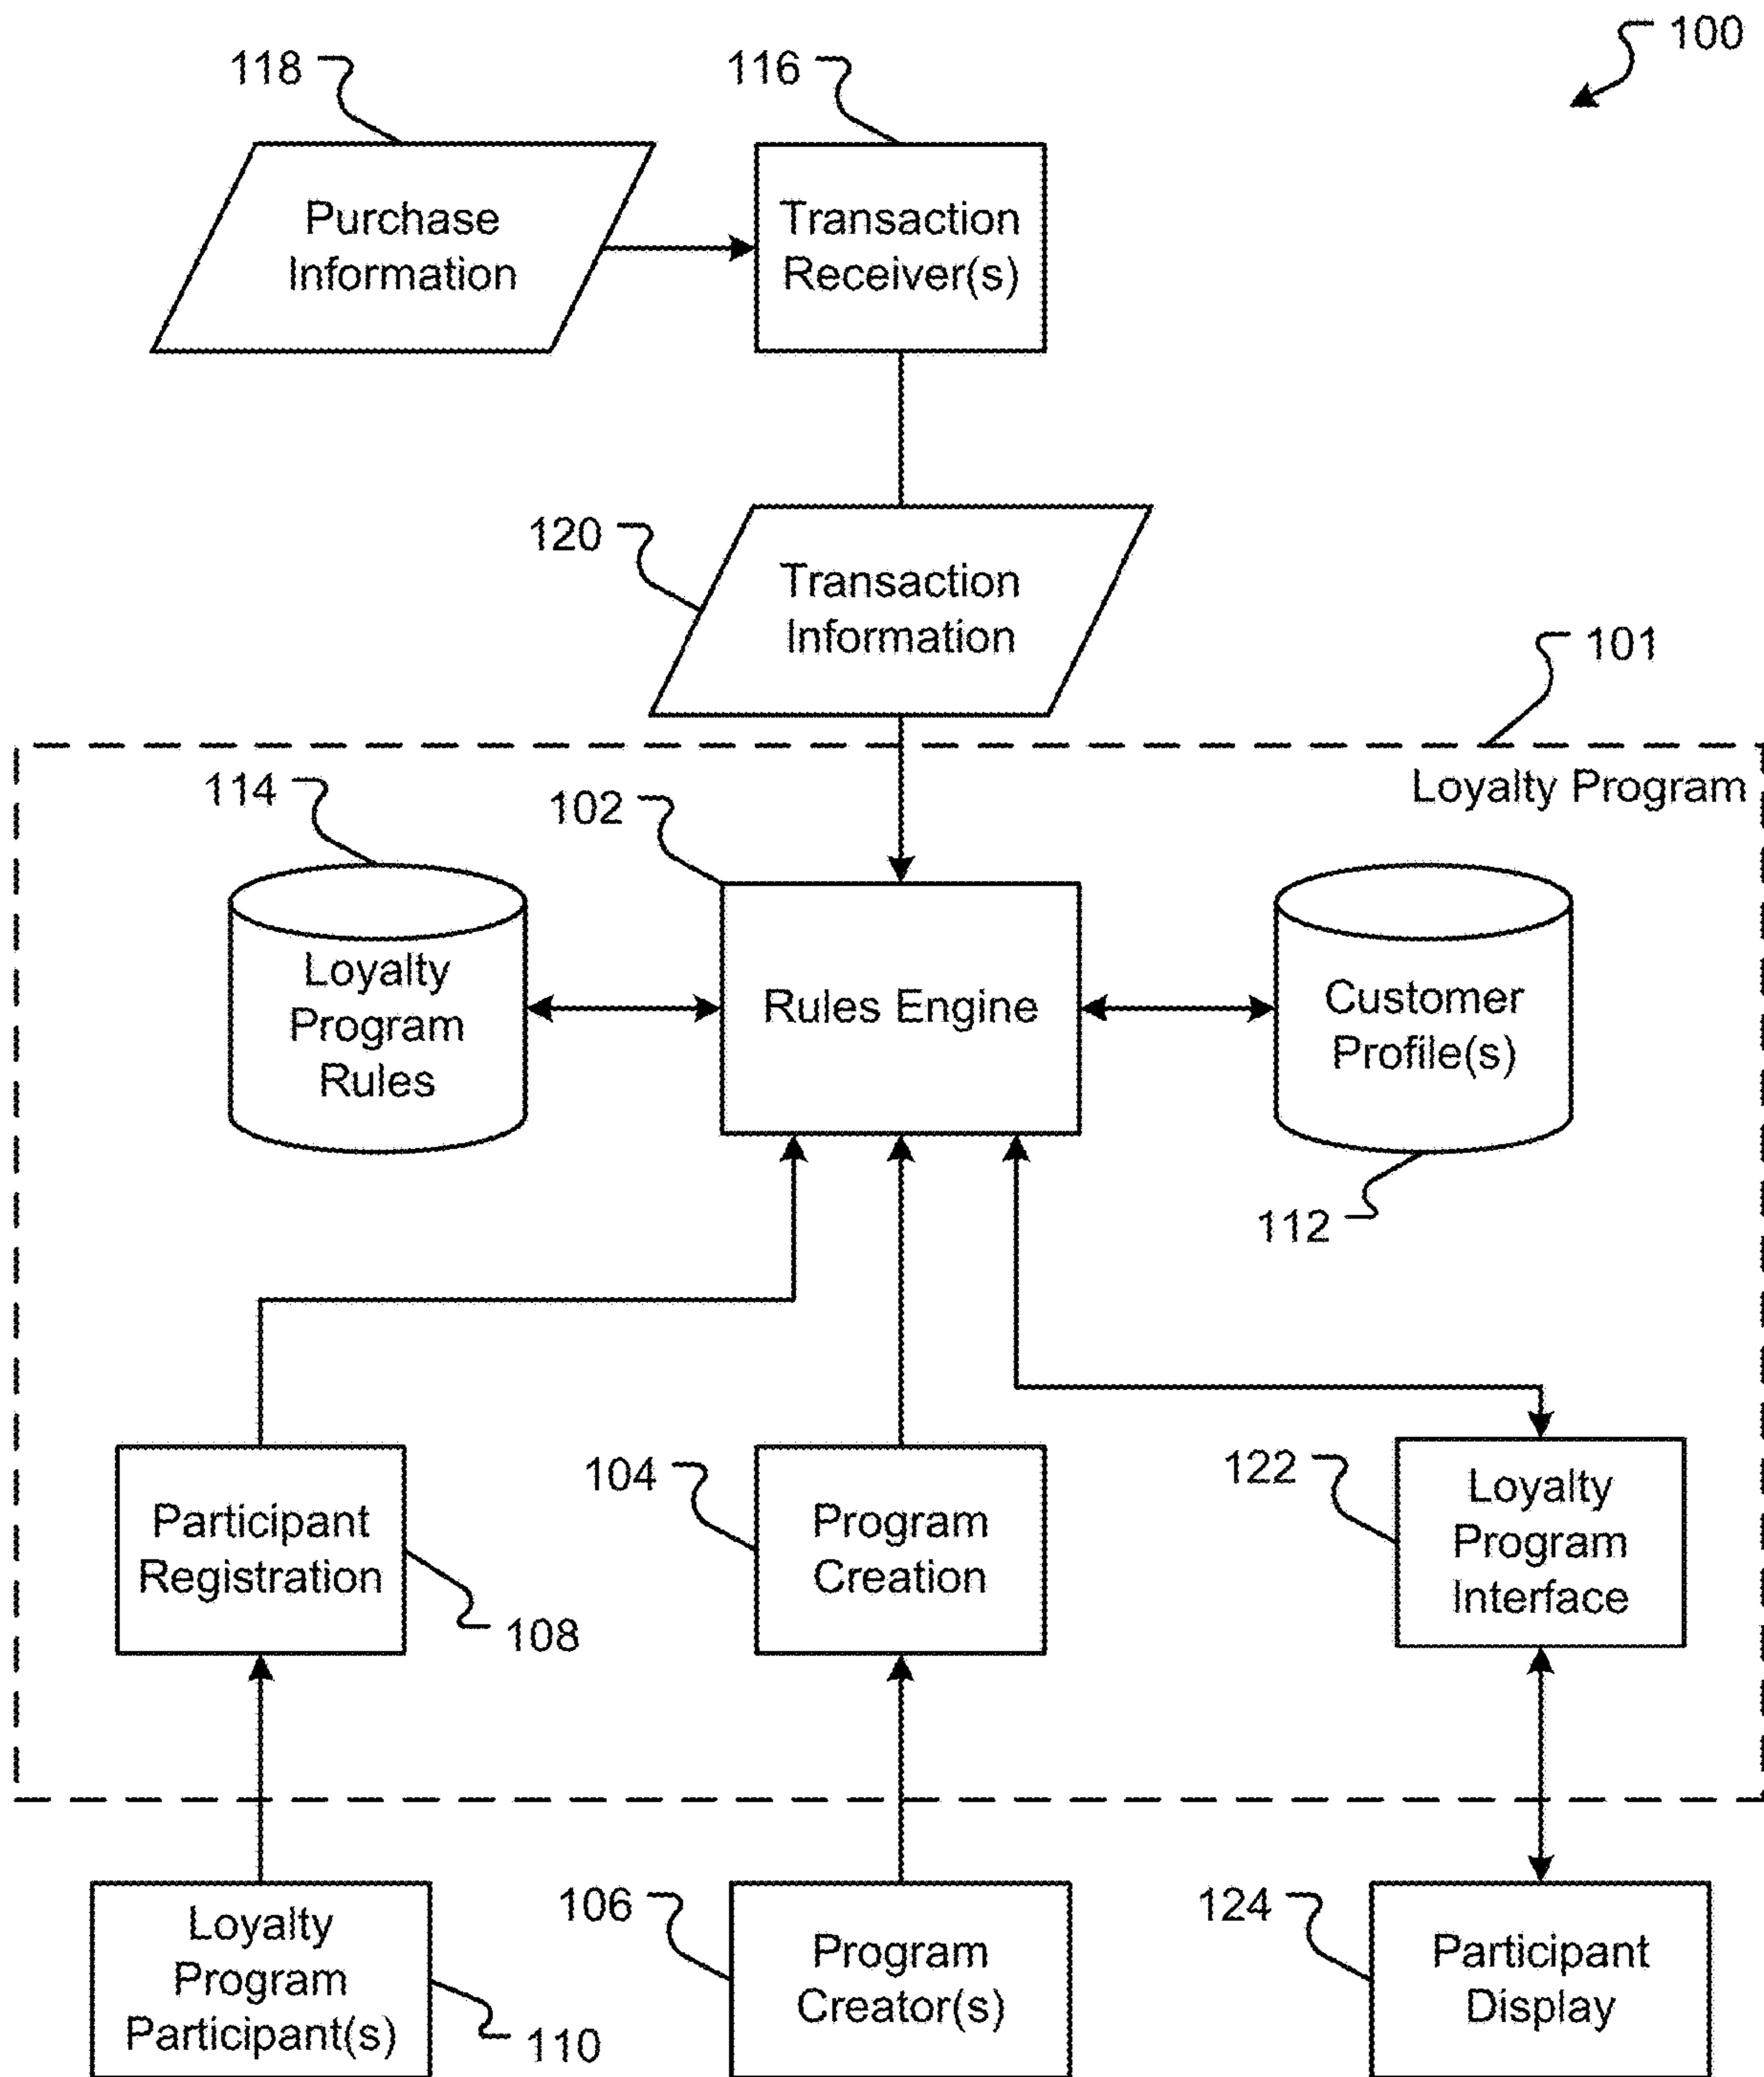 100
118
116
Purchase
Information
Transaction
Receiver(s)
120
Transaction
Information
101
Loyalty Program
114
102
Loyalty
Program
Rules
Rules Engine
Customer
Profile(s)
112
Participant
Registration
108
104
Program
Creation
122
Loyalty
Program
Interface
Loyalty
Program
Participant(s)
110
106
Program
Creator(s)
124
Participant
Display